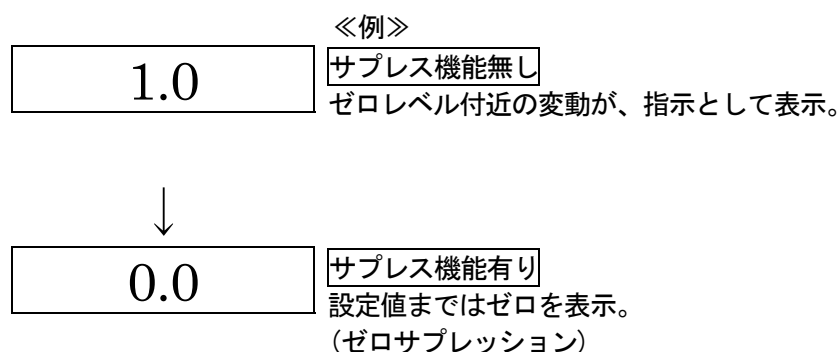 ≪例≫
1.0
サプレス機能無し
ゼロレベル付近の変動が、指示として表示。
↓
0.0
サプレス機能有り
設定値まではゼロを表示。
(ゼロサプレッション)